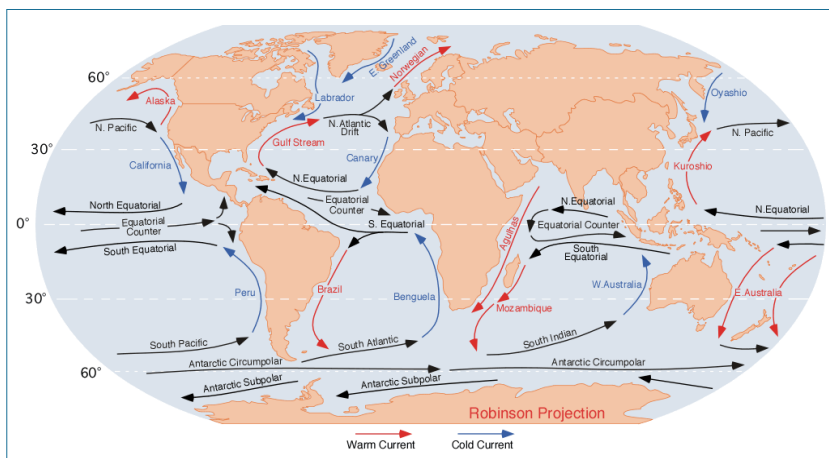 60°
E. Greenland
Norwegian
Alaska
Labrador
Oyashio
N. Pacific
N. Atlantic
Drift
N. Pacific
30°
Gulf Stream
California
Canary
Kuroshio
N.Equatorial
North Equatorial
Equatorial
Counter
N.Equatorial
N.Equatorial
0°
Equatorial
Counter
S. Equatorial
Agulhas
Equatorial Counter
South Equatorial
South
Equatorial
Peru
Brazil
Benguela
Mozambique
W.Australia
E.Australia
30°
South Pacific
South Atlantic
South Indian
Antarctic Circumpolar
Antarctic Circumpolar
60°
Antarctic Subpolar
Antarctic Subpolar
Robinson Projection
Warm Current
Cold Current